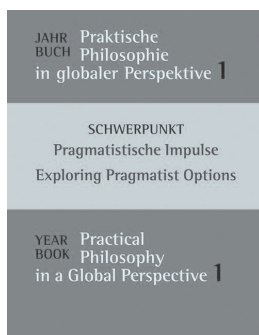 JAHR Praktische
BUCH Philosophie
in globaler Perspektive 1
SCHWERPUNKT
Pragmatistische Impulse
Exploring Pragmatist Options
YEAR Practical
BOOK Philosophy
in a Global Perspective 1